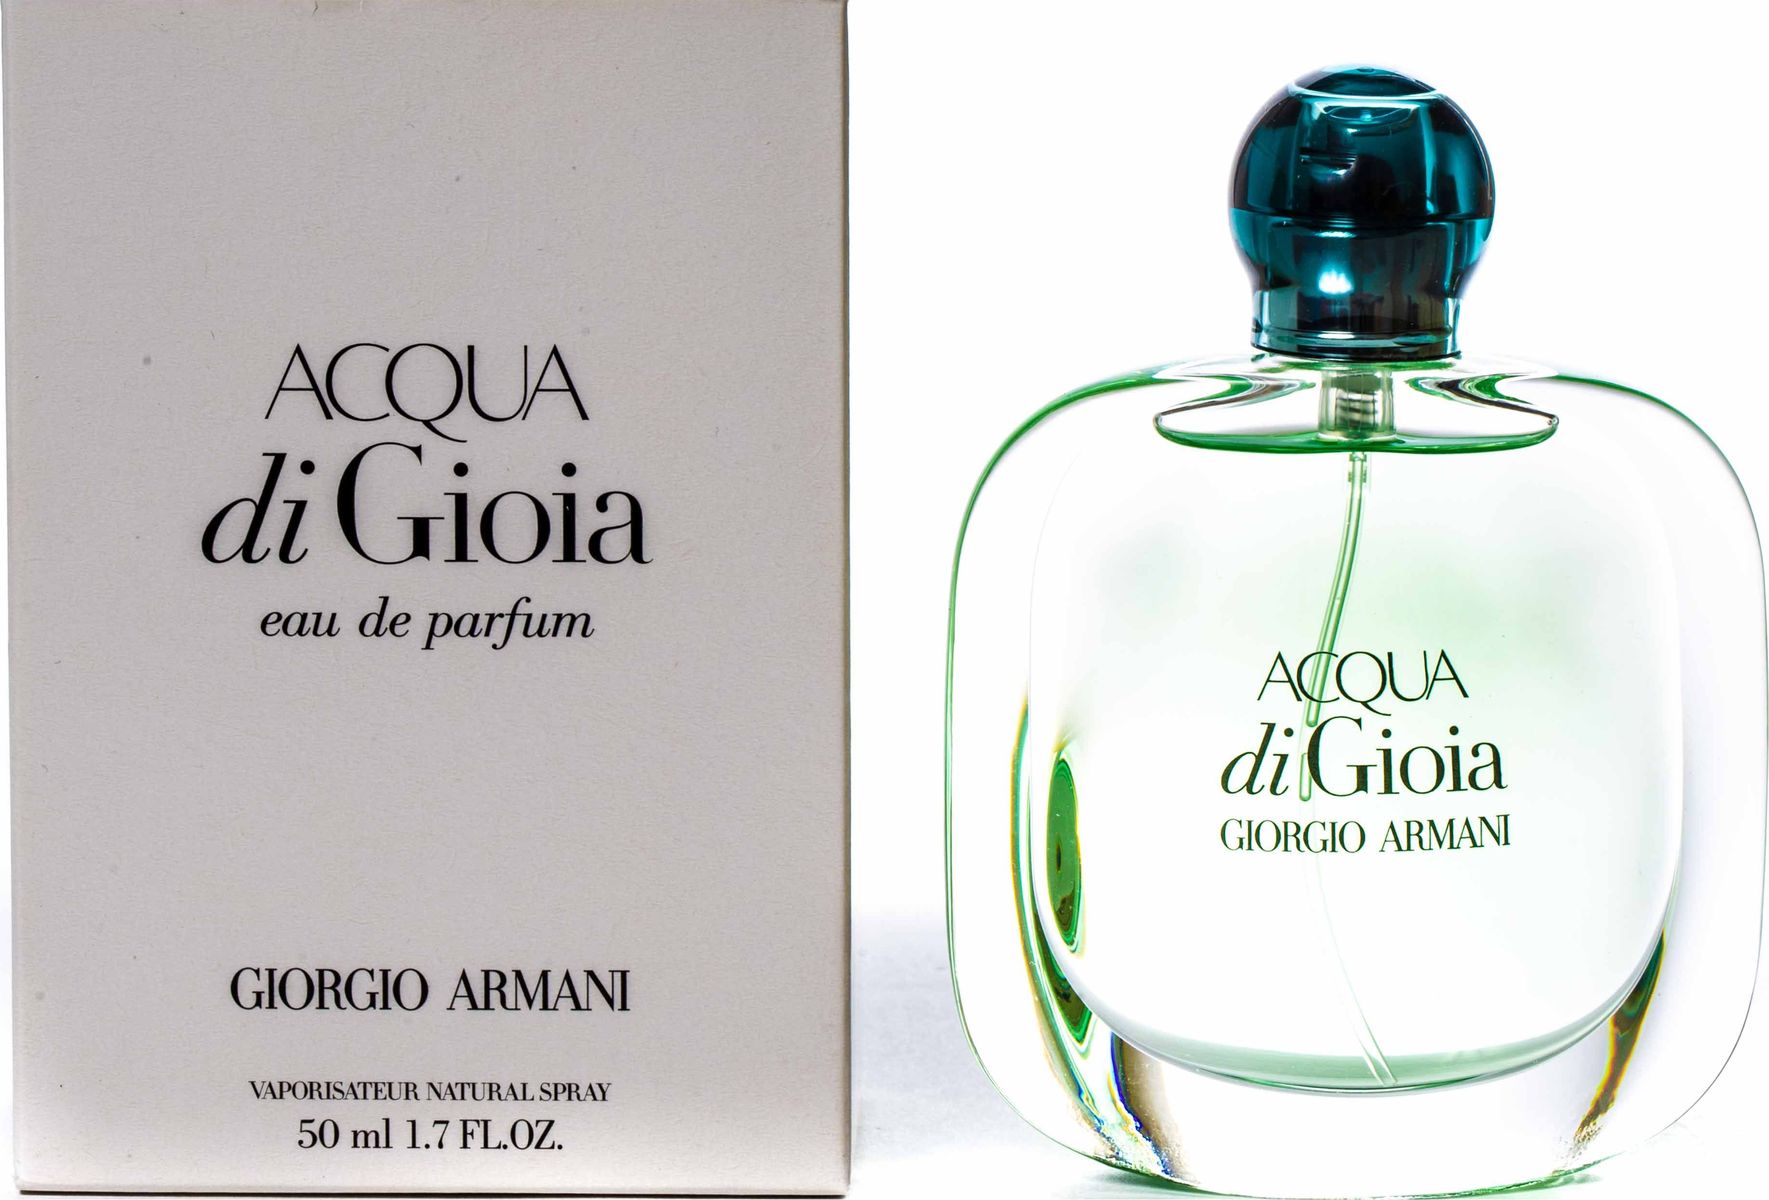 ACQUA
di Gioia
eau de parfum
GIORGIO ARMANI
VAPORISATEUR NATURAL SPRAY
50 ml 1.7 FL.OZ.
ACQUA
di Gioia
GIORGIO ARMANI